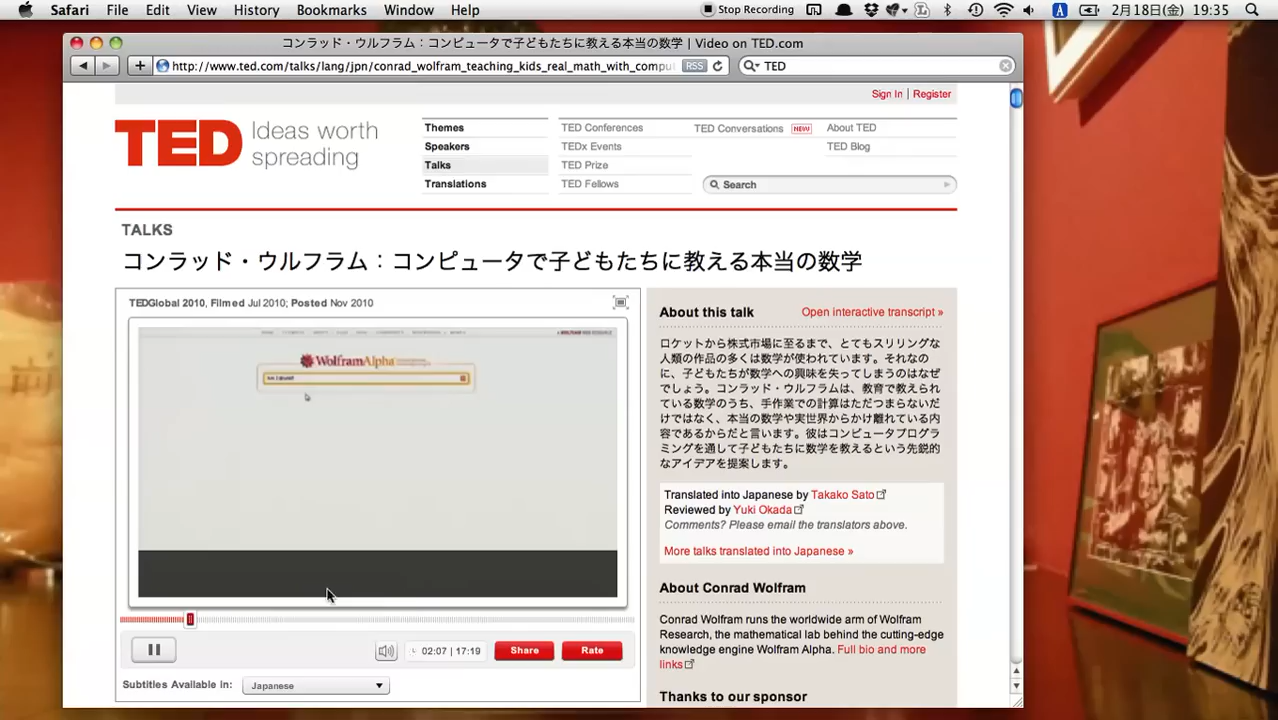 Safari File Edit View History Bookmarks Window Help Stop Recording A 2月18日(金) 19:35
コンラッド・ウルフラム：コンピュータで子どもたちに教える本当の数学 | Video on TED.com
http://www.ted.com/talks/lang/jpn/conrad_wolfram_teaching_kids_real_math_with_compu RSS TED
Sign In | Register
TED Ideas worth spreading
Themes
Speakers
Talks
Translations
TED Conferences
TEDx Events
TED Prize
TED Fellows
TED Conversations NEW
About TED
TED Blog
Search
TALKS
コンラッド・ウルフラム：コンピュータで子どもたちに教える本当の数学
TEDGlobal 2010, Filmed Jul 2010; Posted Nov 2010
WolframAlpha
02:07 | 17:19
Share
Rate
Subtitles Available in: Japanese
About this talk
Open interactive transcript »
ロケットから株式市場に至るまで、とてもスリリングな
人類の作品の多くは数学が使われています。それなの
に、子どもたちが数学への興味を失ってしまうのはなぜ
でしょう。コンラッド・ウルフラムは、教育で教えられ
ている数学のうち、手作業での計算はただつまらないだ
けではなく、本当の数学や実世界からかけ離れている内
容であるからだと言います。彼はコンピュータプログラ
ミングを通して子どもたちに数学を教えるという先鋭的
なアイデアを提案します。
Translated into Japanese by Takako Sato
Reviewed by Yuki Okada
Comments? Please email the translators above.
More talks translated into Japanese »
About Conrad Wolfram
Conrad Wolfram runs the worldwide arm of Wolfram
Research, the mathematical lab behind the cutting-edge
knowledge engine Wolfram Alpha. Full bio and more
links
Thanks to our sponsor